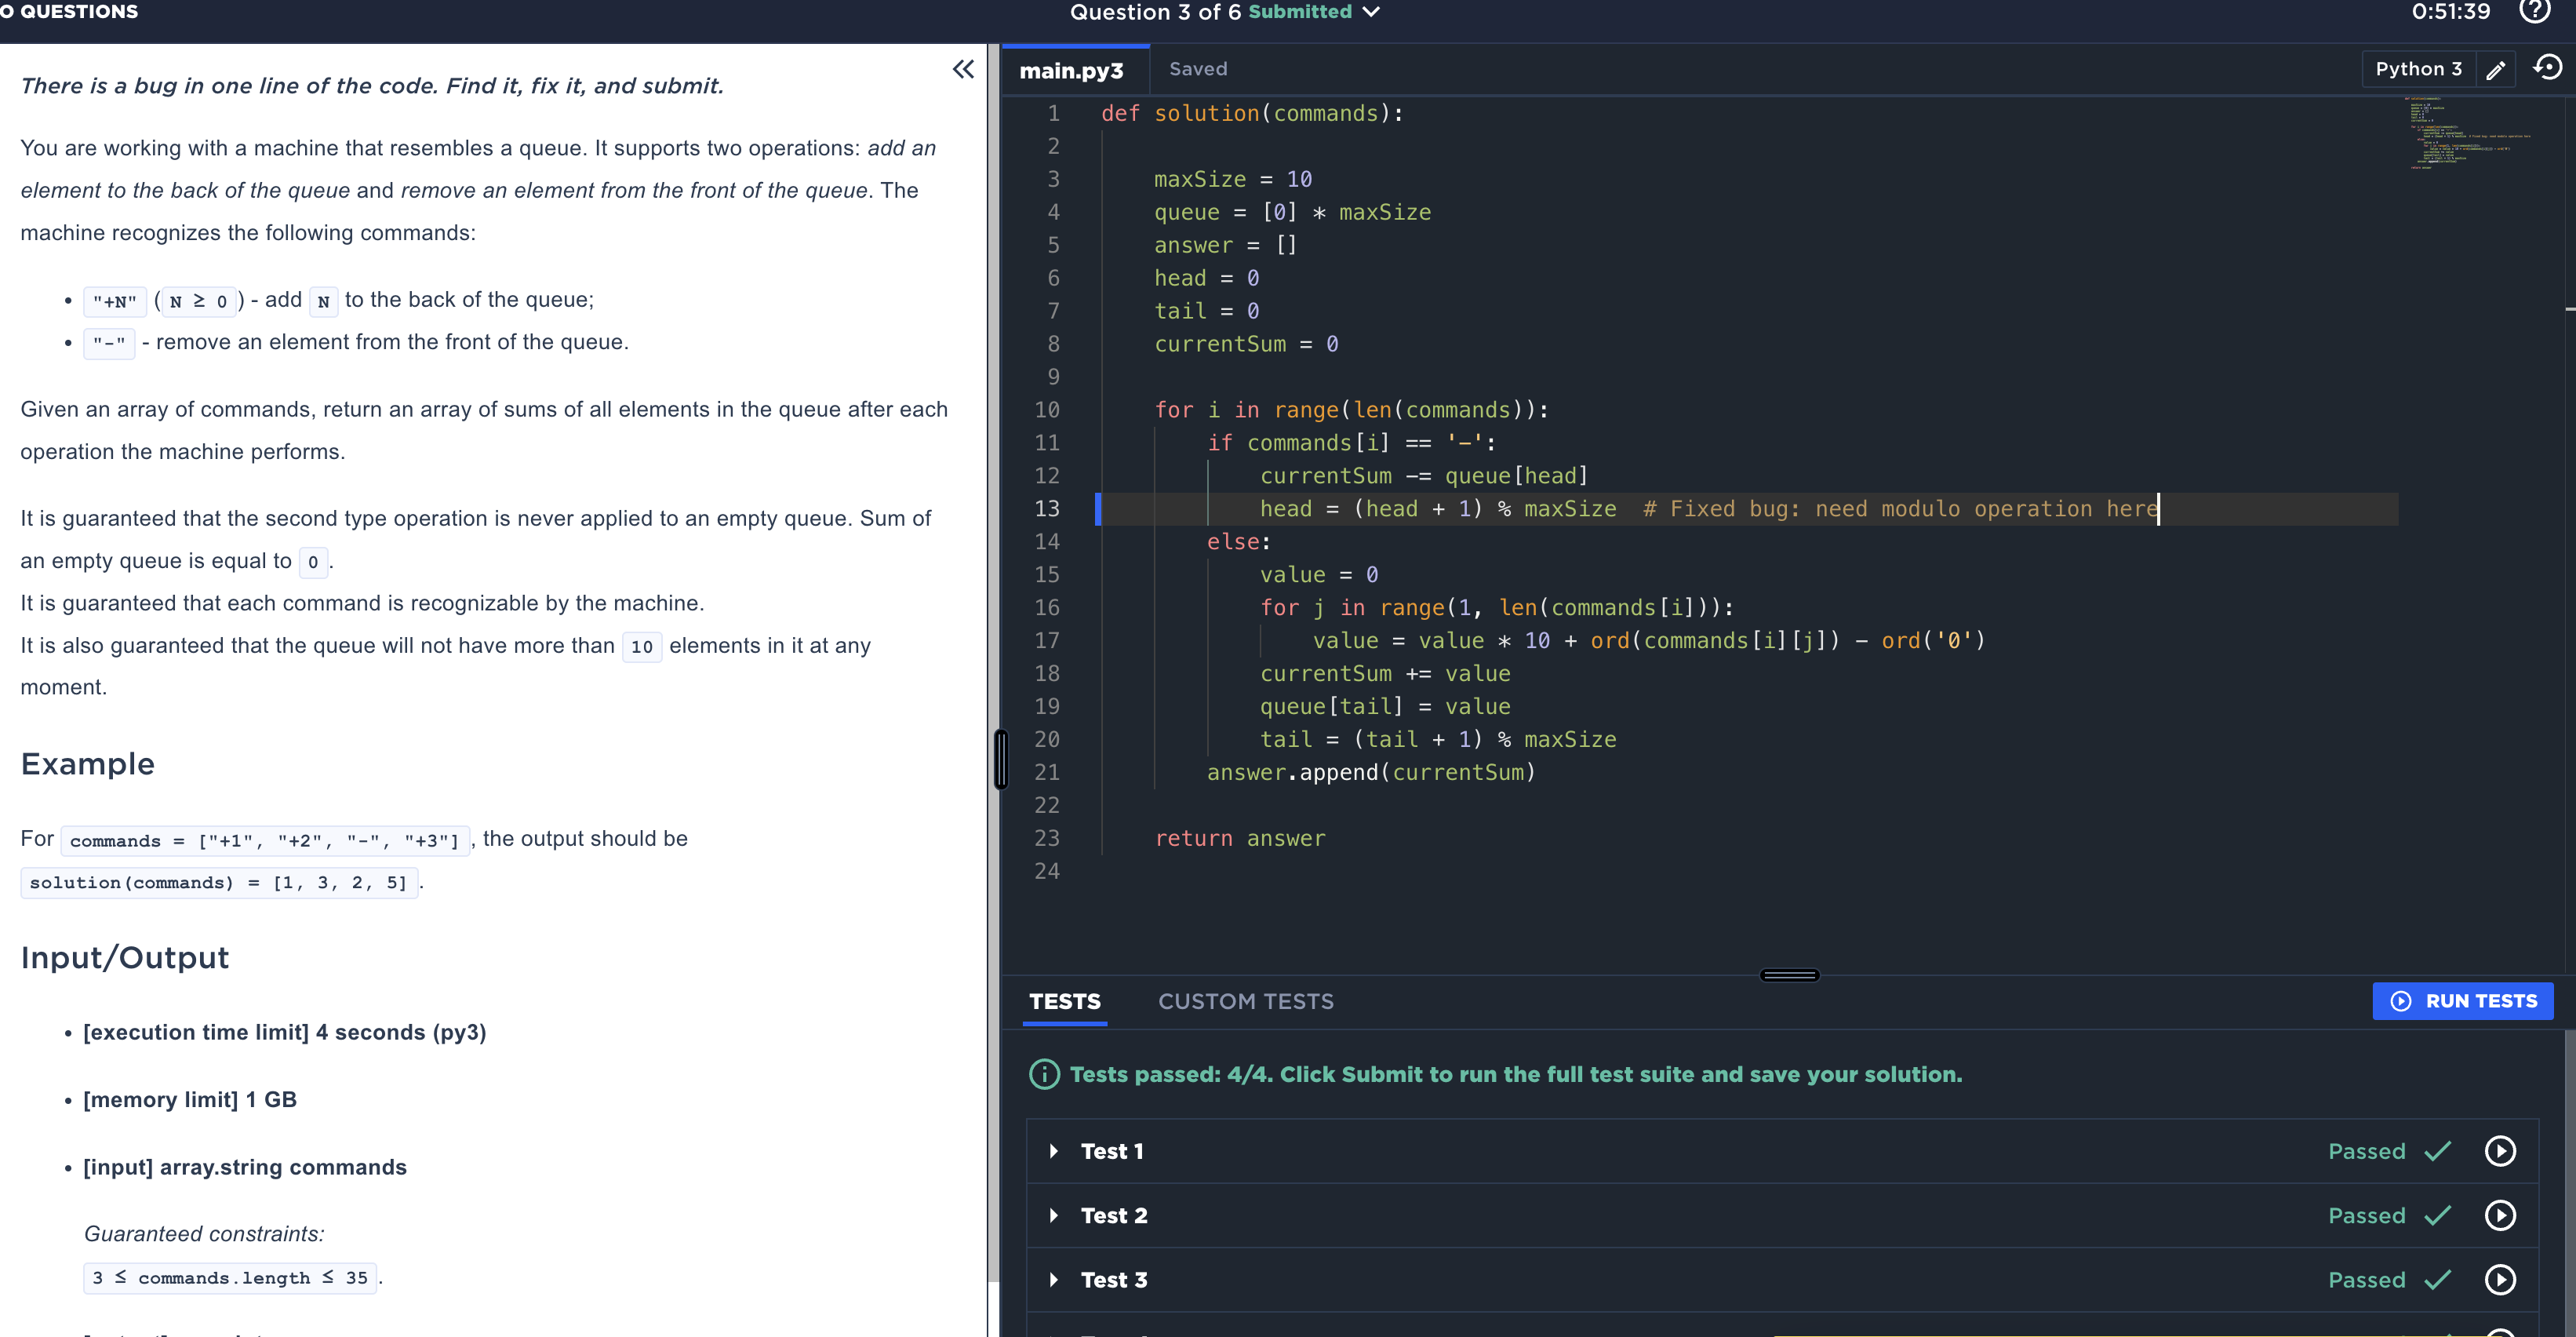 O QUESTIONS
Question 3 of 6 Submitted
0:51:39
There is a bug in one line of the code. Find it, fix it, and submit.
You are working with a machine that resembles a queue. It supports two operations: add an
element to the back of the queue and remove an element from the front of the queue. The
machine recognizes the following commands:
• "+N" ( N ≥ 0 ) - add N to the back of the queue;
• "-" - remove an element from the front of the queue.
Given an array of commands, return an array of sums of all elements in the queue after each
operation the machine performs.
It is guaranteed that the second type operation is never applied to an empty queue. Sum of
an empty queue is equal to 0 .
It is guaranteed that each command is recognizable by the machine.
It is also guaranteed that the queue will not have more than 10 elements in it at any
moment.
Example
For commands = ["+1", "+2", "-", "+3"] , the output should be
solution(commands) = [1, 3, 2, 5] .
Input/Output
• [execution time limit] 4 seconds (py3)
• [memory limit] 1 GB
• [input] array.string commands
Guaranteed constraints:
3 ≤ commands.length ≤ 35 .
main.py3 Saved
Python 3
1 def solution(commands):
2
3 maxSize = 10
4 queue = [0] * maxSize
5 answer = []
6 head = 0
7 tail = 0
8 currentSum = 0
9
10 for i in range(len(commands)):
11 if commands[i] == '-':
12 currentSum -= queue[head]
13 head = (head + 1) % maxSize # Fixed bug: need modulo operation here
14 else:
15 value = 0
16 for j in range(1, len(commands[i])):
17 value = value * 10 + ord(commands[i][j]) - ord('0')
18 currentSum += value
19 queue[tail] = value
20 tail = (tail + 1) % maxSize
21 answer.append(currentSum)
22
23 return answer
24
TESTS CUSTOM TESTS
RUN TESTS
Tests passed: 4/4. Click Submit to run the full test suite and save your solution.
Test 1 Passed
Test 2 Passed
Test 3 Passed